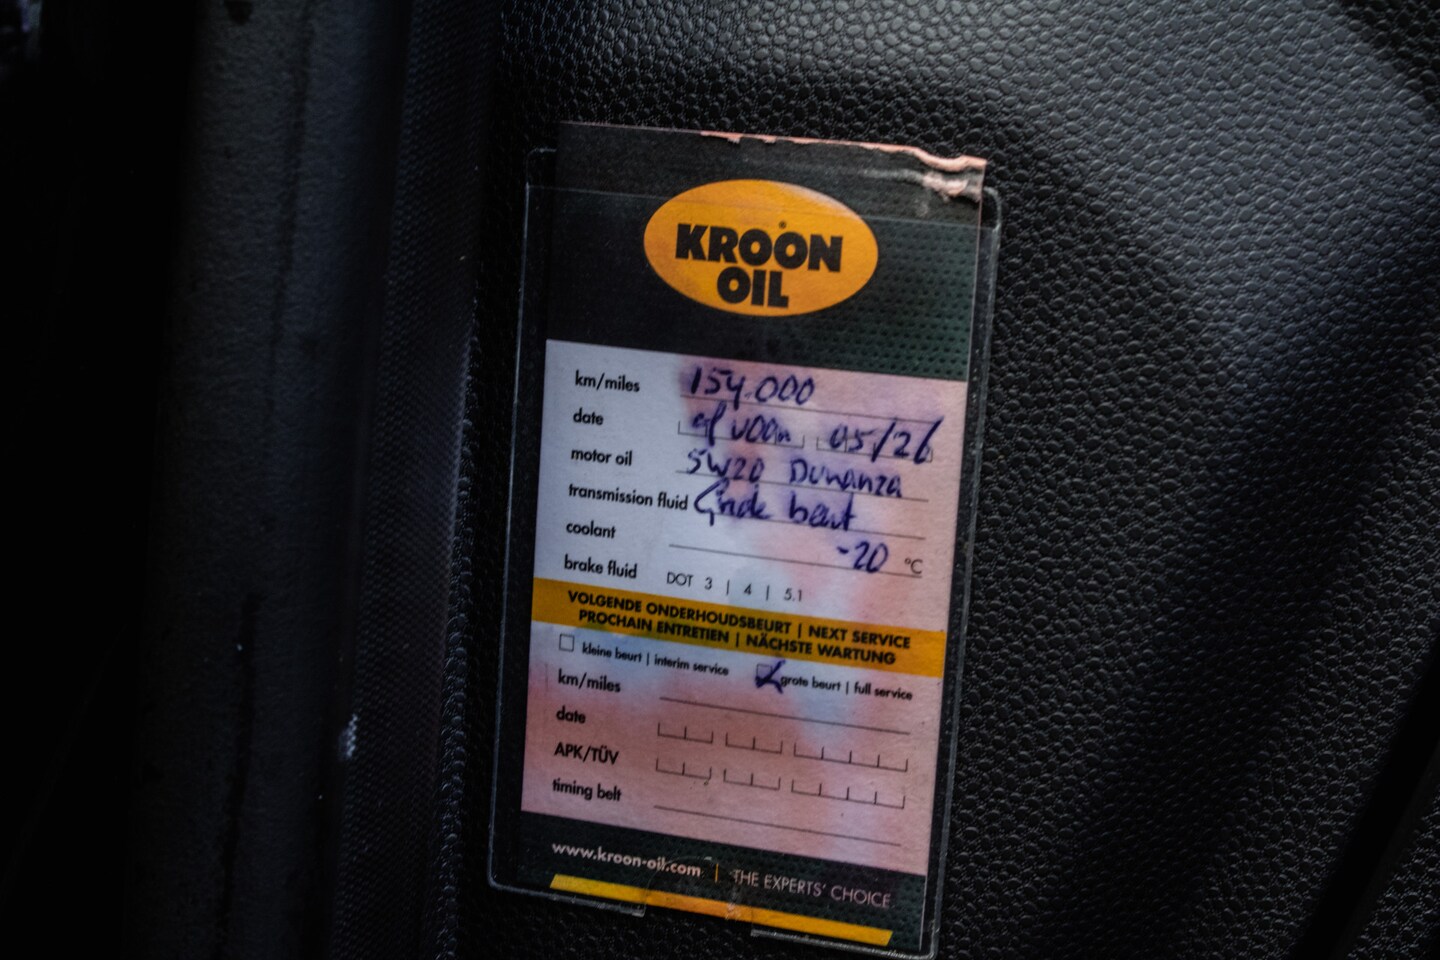 KROON
OIL
km/miles 154.000
date of voor 05/26
motor oil 5W20 Dunanza
transmission fluid Grote beurt
coolant -20 °C
brake fluid DOT 3 | 4 | 5.1
VOLGENDE ONDERHOUDSBEURT | NEXT SERVICE
PROCHAIN ENTRETIEN | NÄCHSTE WARTUNG
kleine beurt | interim service grote beurt | full service
km/miles
date
APK/TÜV
timing belt
www.kroon-oil.com | THE EXPERTS' CHOICE